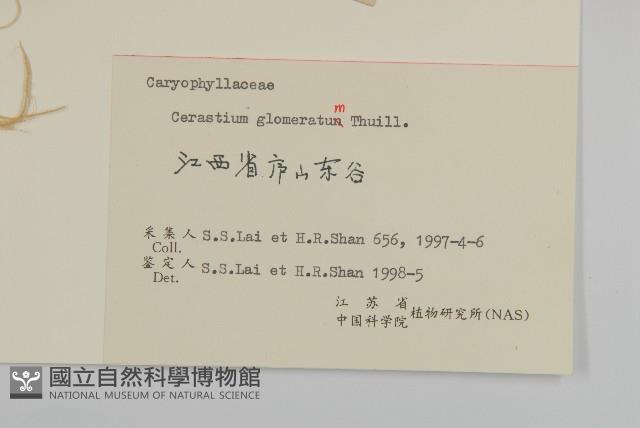 Caryophyllaceae
m
Cerastium glomeratun Thuill.
江西省庐山东谷
采集人 S.S.Lai et H.R.Shan 656, 1997-4-6
Coll.
鉴定人 S.S.Lai et H.R.Shan 1998-5
Det.
江苏省
中国科学院 植物研究所(NAS)
國立自然科學博物館
NATIONAL MUSEUM OF NATURAL SCIENCE